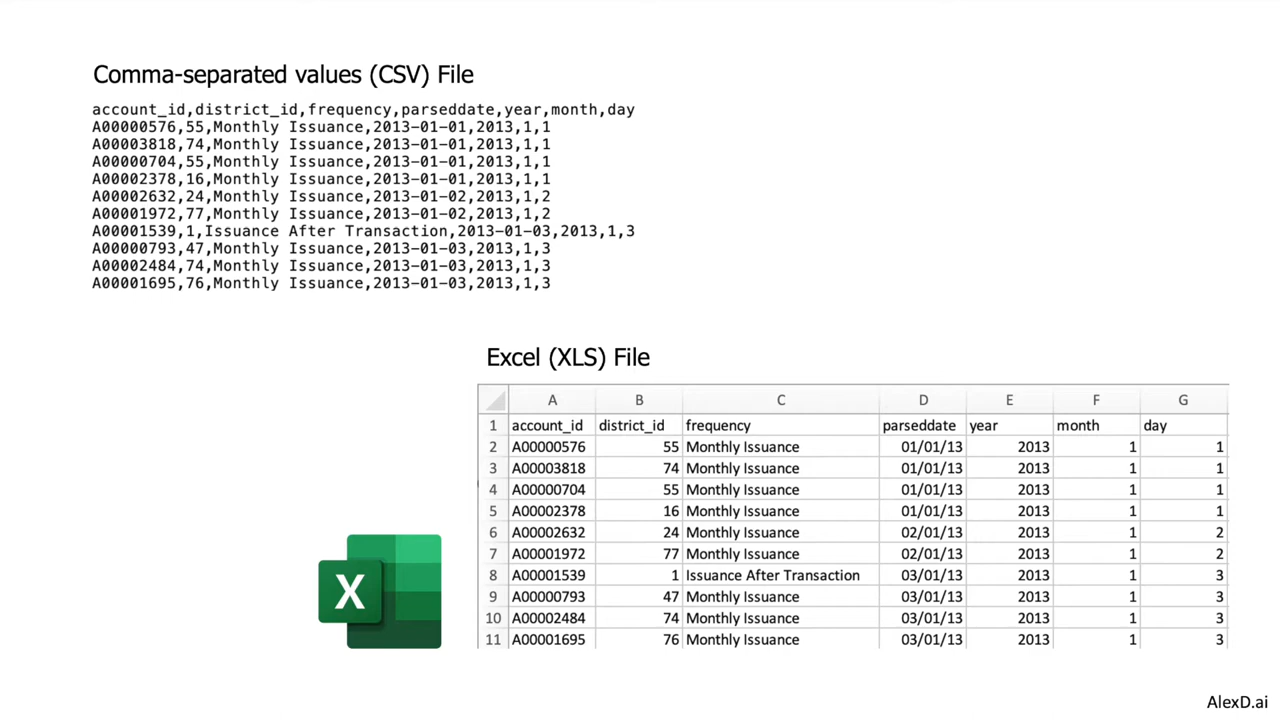 Comma-separated values (CSV) File
account_id,district_id,frequency,parseddate,year,month,day
A00000576,55,Monthly Issuance,2013-01-01,2013,1,1
A00003818,74,Monthly Issuance,2013-01-01,2013,1,1
A00000704,55,Monthly Issuance,2013-01-01,2013,1,1
A00002378,16,Monthly Issuance,2013-01-01,2013,1,1
A00002632,24,Monthly Issuance,2013-01-02,2013,1,2
A00001972,77,Monthly Issuance,2013-01-02,2013,1,2
A00001539,1,Issuance After Transaction,2013-01-03,2013,1,3
A00000793,47,Monthly Issuance,2013-01-03,2013,1,3
A00002484,74,Monthly Issuance,2013-01-03,2013,1,3
A00001695,76,Monthly Issuance,2013-01-03,2013,1,3
Excel (XLS) File
A B C D E F G
1 account_id district_id frequency parseddate year month day
2 A00000576 55 Monthly Issuance 01/01/13 2013 1 1
3 A00003818 74 Monthly Issuance 01/01/13 2013 1 1
4 A00000704 55 Monthly Issuance 01/01/13 2013 1 1
5 A00002378 16 Monthly Issuance 01/01/13 2013 1 1
6 A00002632 24 Monthly Issuance 02/01/13 2013 1 2
7 A00001972 77 Monthly Issuance 02/01/13 2013 1 2
8 A00001539 1 Issuance After Transaction 03/01/13 2013 1 3
9 A00000793 47 Monthly Issuance 03/01/13 2013 1 3
10 A00002484 74 Monthly Issuance 03/01/13 2013 1 3
11 A00001695 76 Monthly Issuance 03/01/13 2013 1 3
X
AlexD.ai